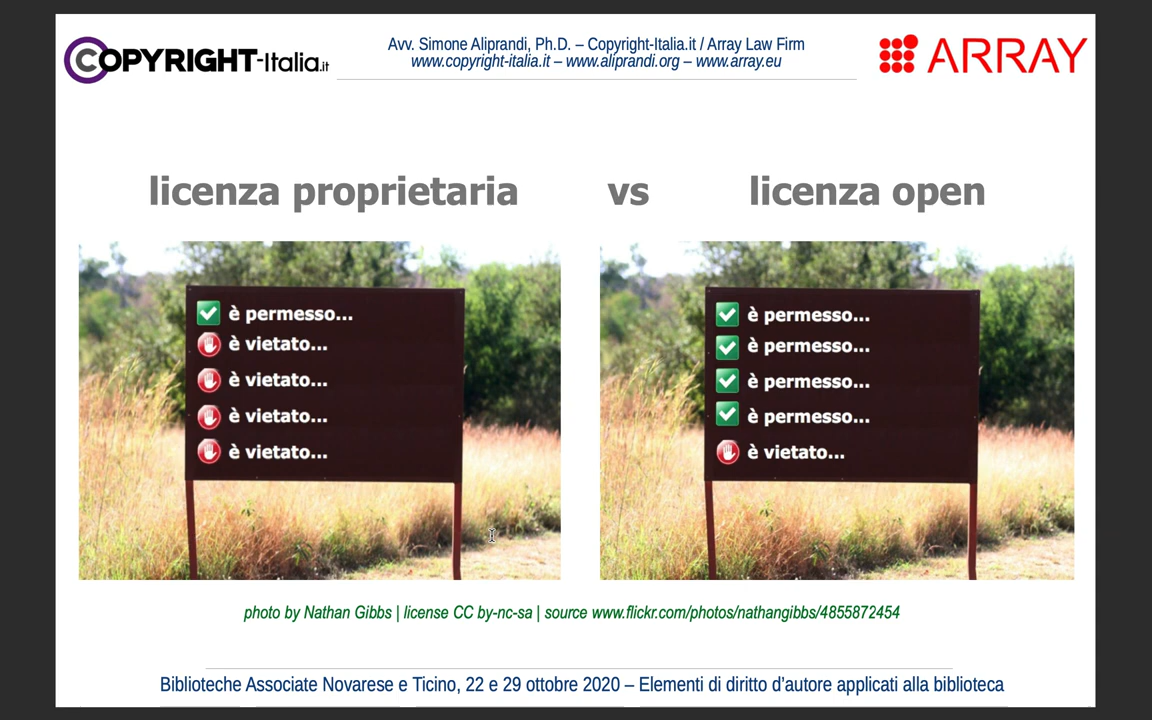 COPYRIGHT-Italia.it
Avv. Simone Aliprandi, Ph.D. – Copyright-Italia.it / Array Law Firm
www.copyright-italia.it – www.aliprandi.org – www.array.eu
ARRAY
licenza proprietaria vs licenza open
è permesso...
è vietato...
è vietato...
è vietato...
è vietato...
è permesso...
è permesso...
è permesso...
è permesso...
è vietato...
photo by Nathan Gibbs | license CC by-nc-sa | source www.flickr.com/photos/nathangibbs/4855872454
Biblioteche Associate Novarese e Ticino, 22 e 29 ottobre 2020 – Elementi di diritto d'autore applicati alla biblioteca